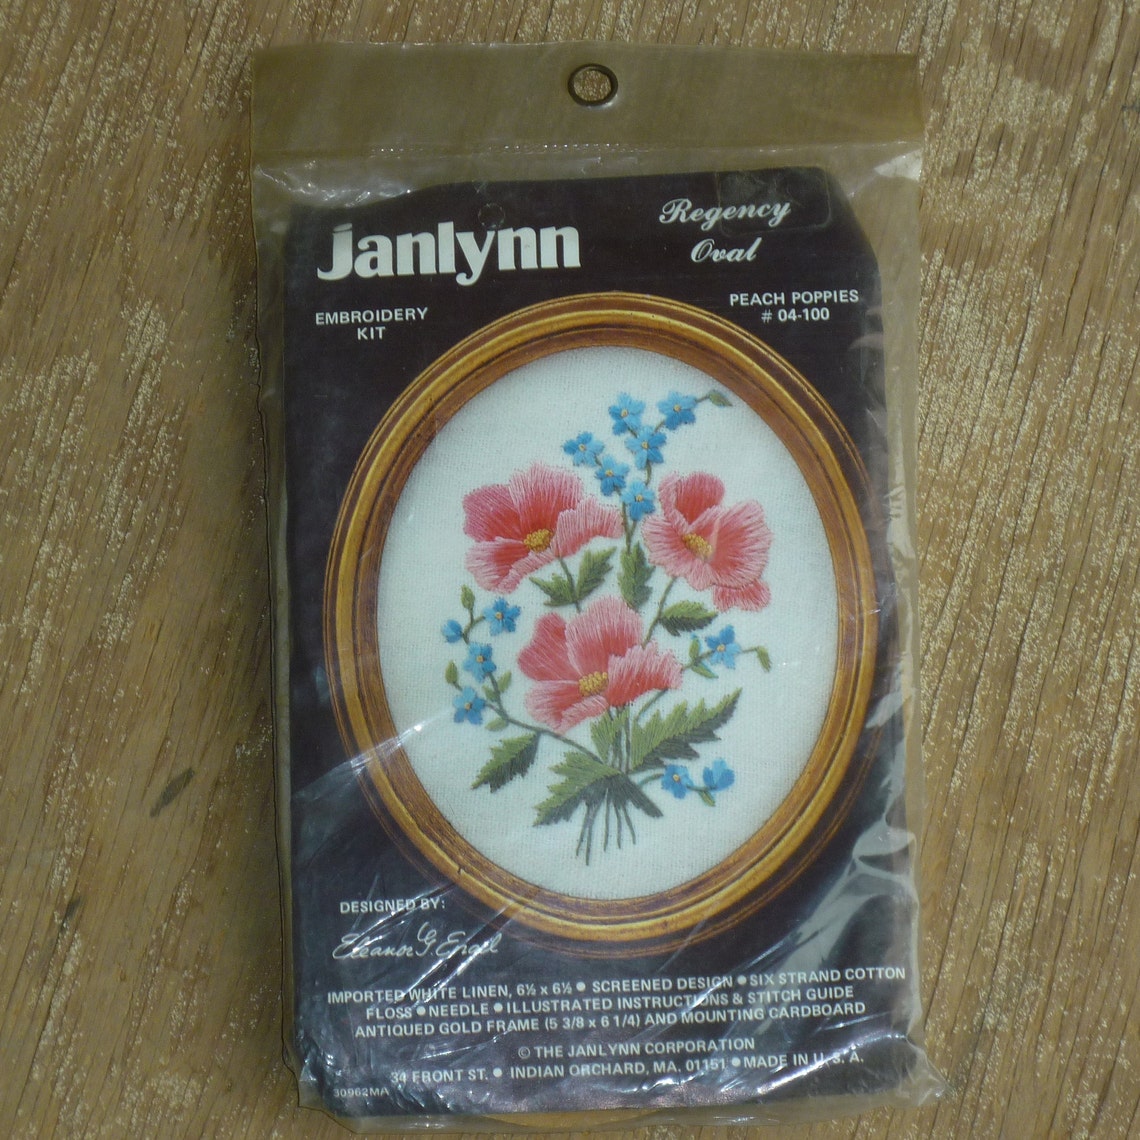 Janlynn
Regency
Oval
EMBROIDERY
KIT
PEACH POPPIES
# 04-100
DESIGNED BY:
Eleanor G. Engel
IMPORTED WHITE LINEN, 6½ x 6½ ● SCREENED DESIGN ● SIX STRAND COTTON
FLOSS ● NEEDLE ● ILLUSTRATED INSTRUCTIONS & STITCH GUIDE
ANTIQUED GOLD FRAME (5 3/8 x 6 1/4) AND MOUNTING CARDBOARD
© THE JANLYNN CORPORATION
34 FRONT ST. ● INDIAN ORCHARD, MA. 01151 ● MADE IN U. S. A.
30962MA